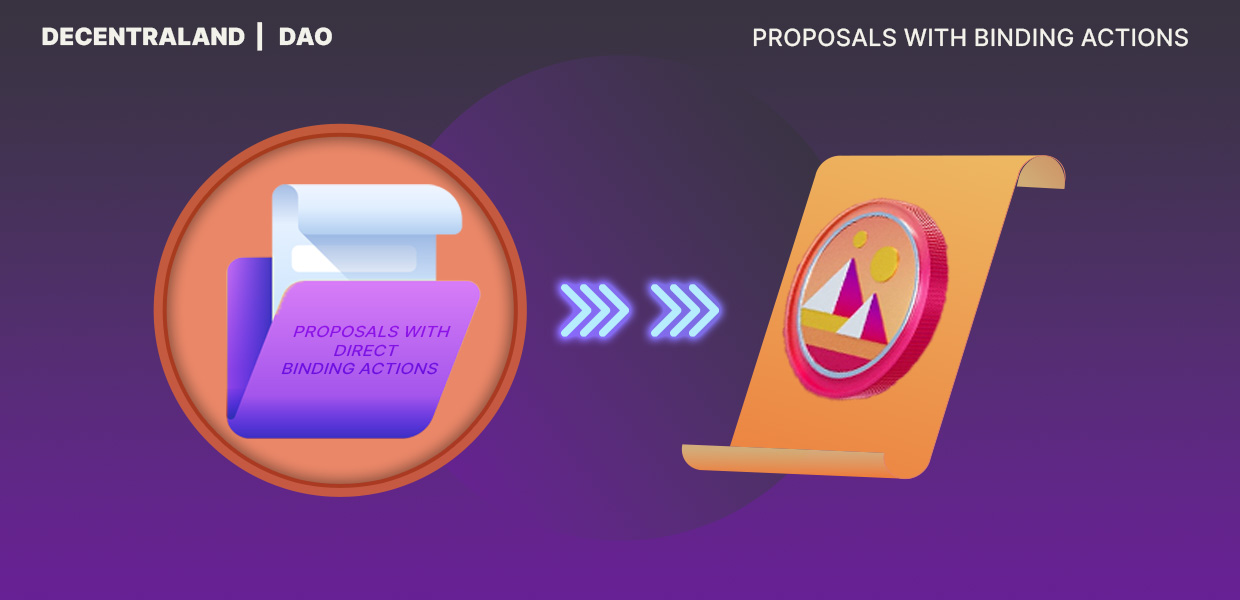 DECENTRALAND | DAO
PROPOSALS WITH BINDING ACTIONS
PROPOSALS WITH
DIRECT
BINDING ACTIONS